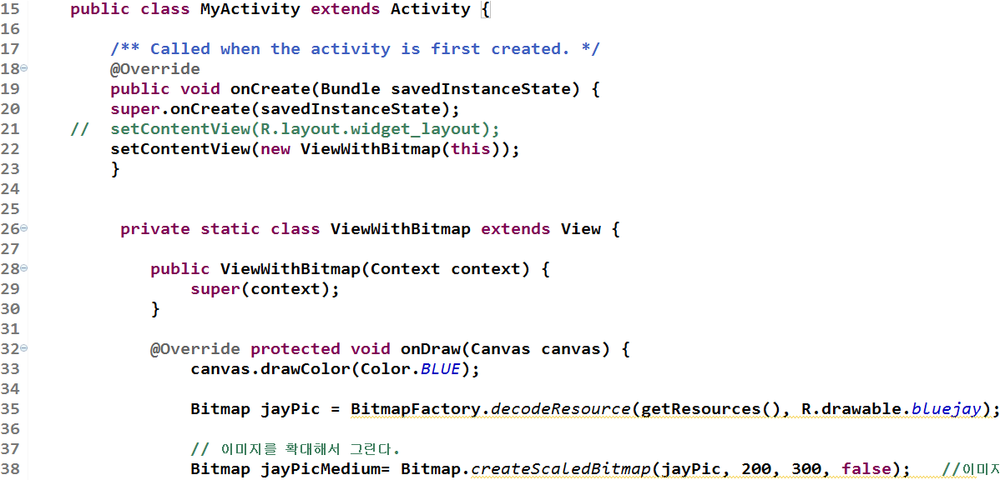 15 public class MyActivity extends Activity {
16
17 /** Called when the activity is first created. */
18 @Override
19 public void onCreate(Bundle savedInstanceState) {
20 super.onCreate(savedInstanceState);
21 // setContentView(R.layout.widget_layout);
22 setContentView(new ViewWithBitmap(this));
23 }
24
25
26 private static class ViewWithBitmap extends View {
27
28 public ViewWithBitmap(Context context) {
29 super(context);
30 }
31
32 @Override protected void onDraw(Canvas canvas) {
33 canvas.drawColor(Color.BLUE);
34
35 Bitmap jayPic = BitmapFactory.decodeResource(getResources(), R.drawable.bluejay);
36
37 // 이미지를 확대해서 그린다.
38 Bitmap jayPicMedium= Bitmap.createScaledBitmap(jayPic, 200, 300, false); //이미지